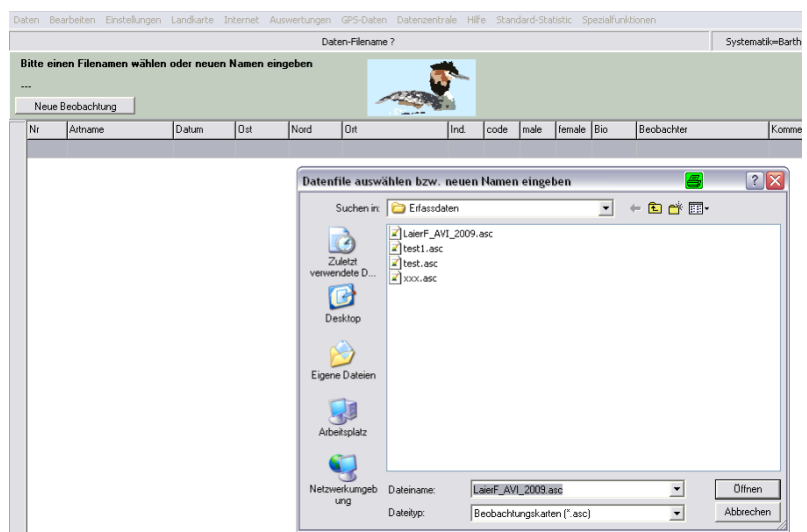 Daten Bearbeiten Einstellungen Landkarte Internet Auswertungen GPS-Daten Datenzentrale Hilfe Standard-Statistic Spezialfunktionen
Daten-Filename ? Systematik=Barth
Bitte einen Filenamen wählen oder neuen Namen eingeben
---
Neue Beobachtung
Nr Artname Datum Ost Nord Ort Ind. code male female Bio Beobachter Komme
Datenfile auswählen bzw. neuen Namen eingeben
Suchen in: Erfassdaten
LaierF_AVI_2009.asc
test1.asc
test.asc
xxx.asc
Zuletzt
verwendete D...
Desktop
Eigene Dateien
Arbeitsplatz
Netzwerkumgeb
ung
Dateiname: LaierF_AVI_2009.asc Öffnen
Dateityp: Beobachtungskarten (*.asc) Abbrechen